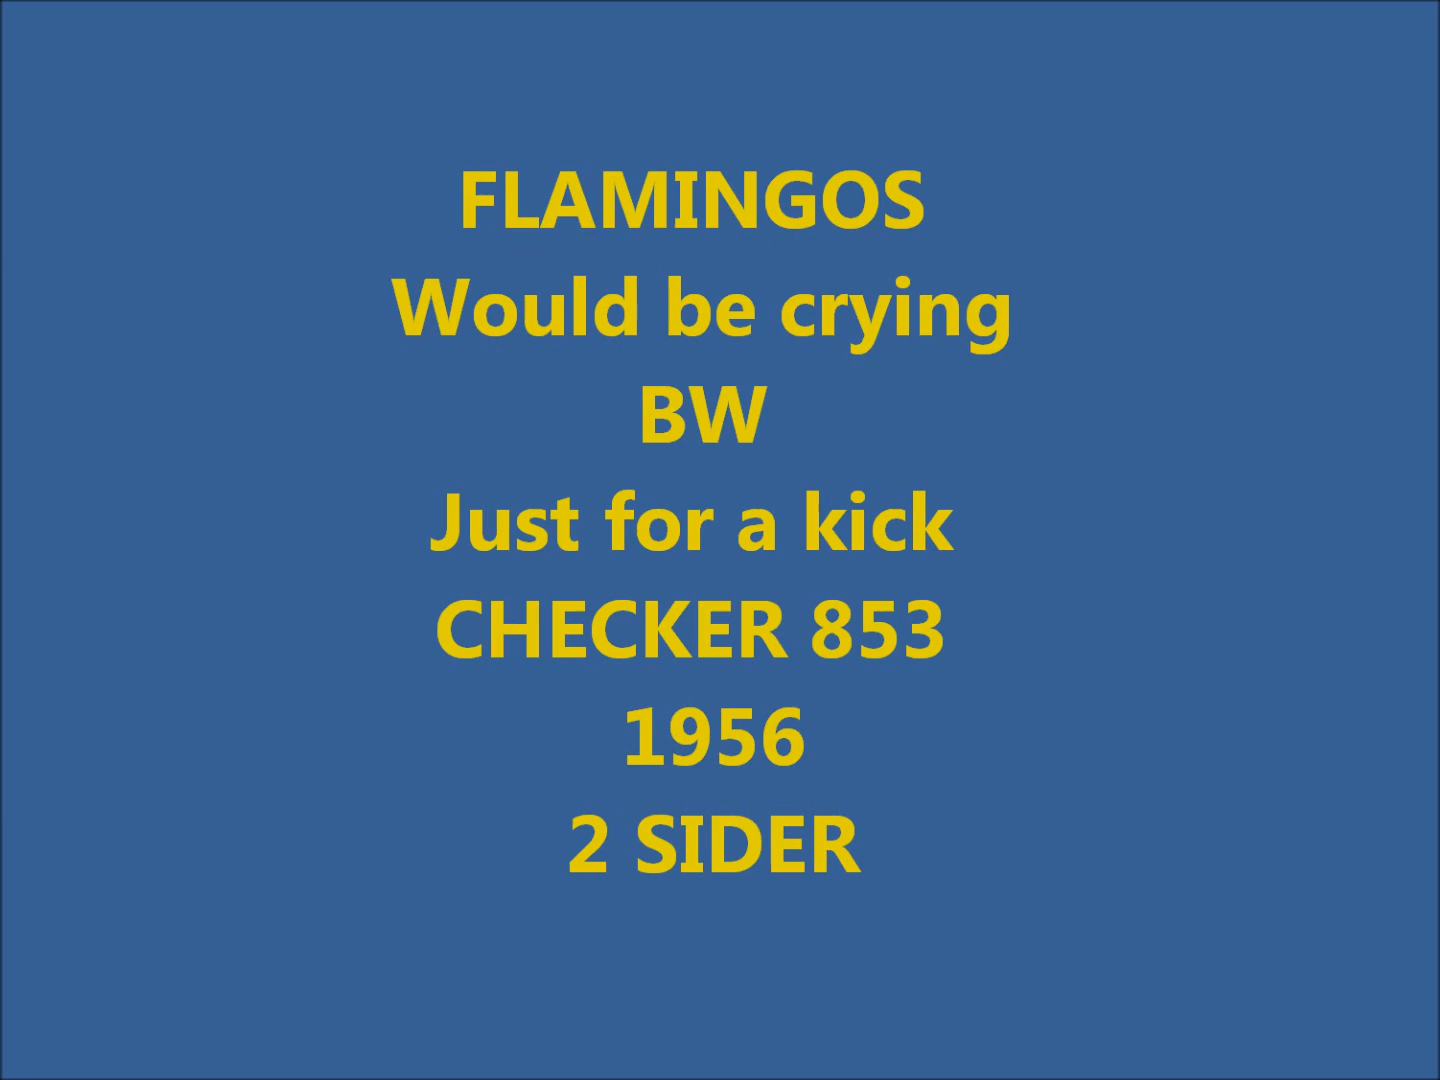 FLAMINGOS
Would be crying
BW
Just for a kick
CHECKER 853
1956
2 SIDER